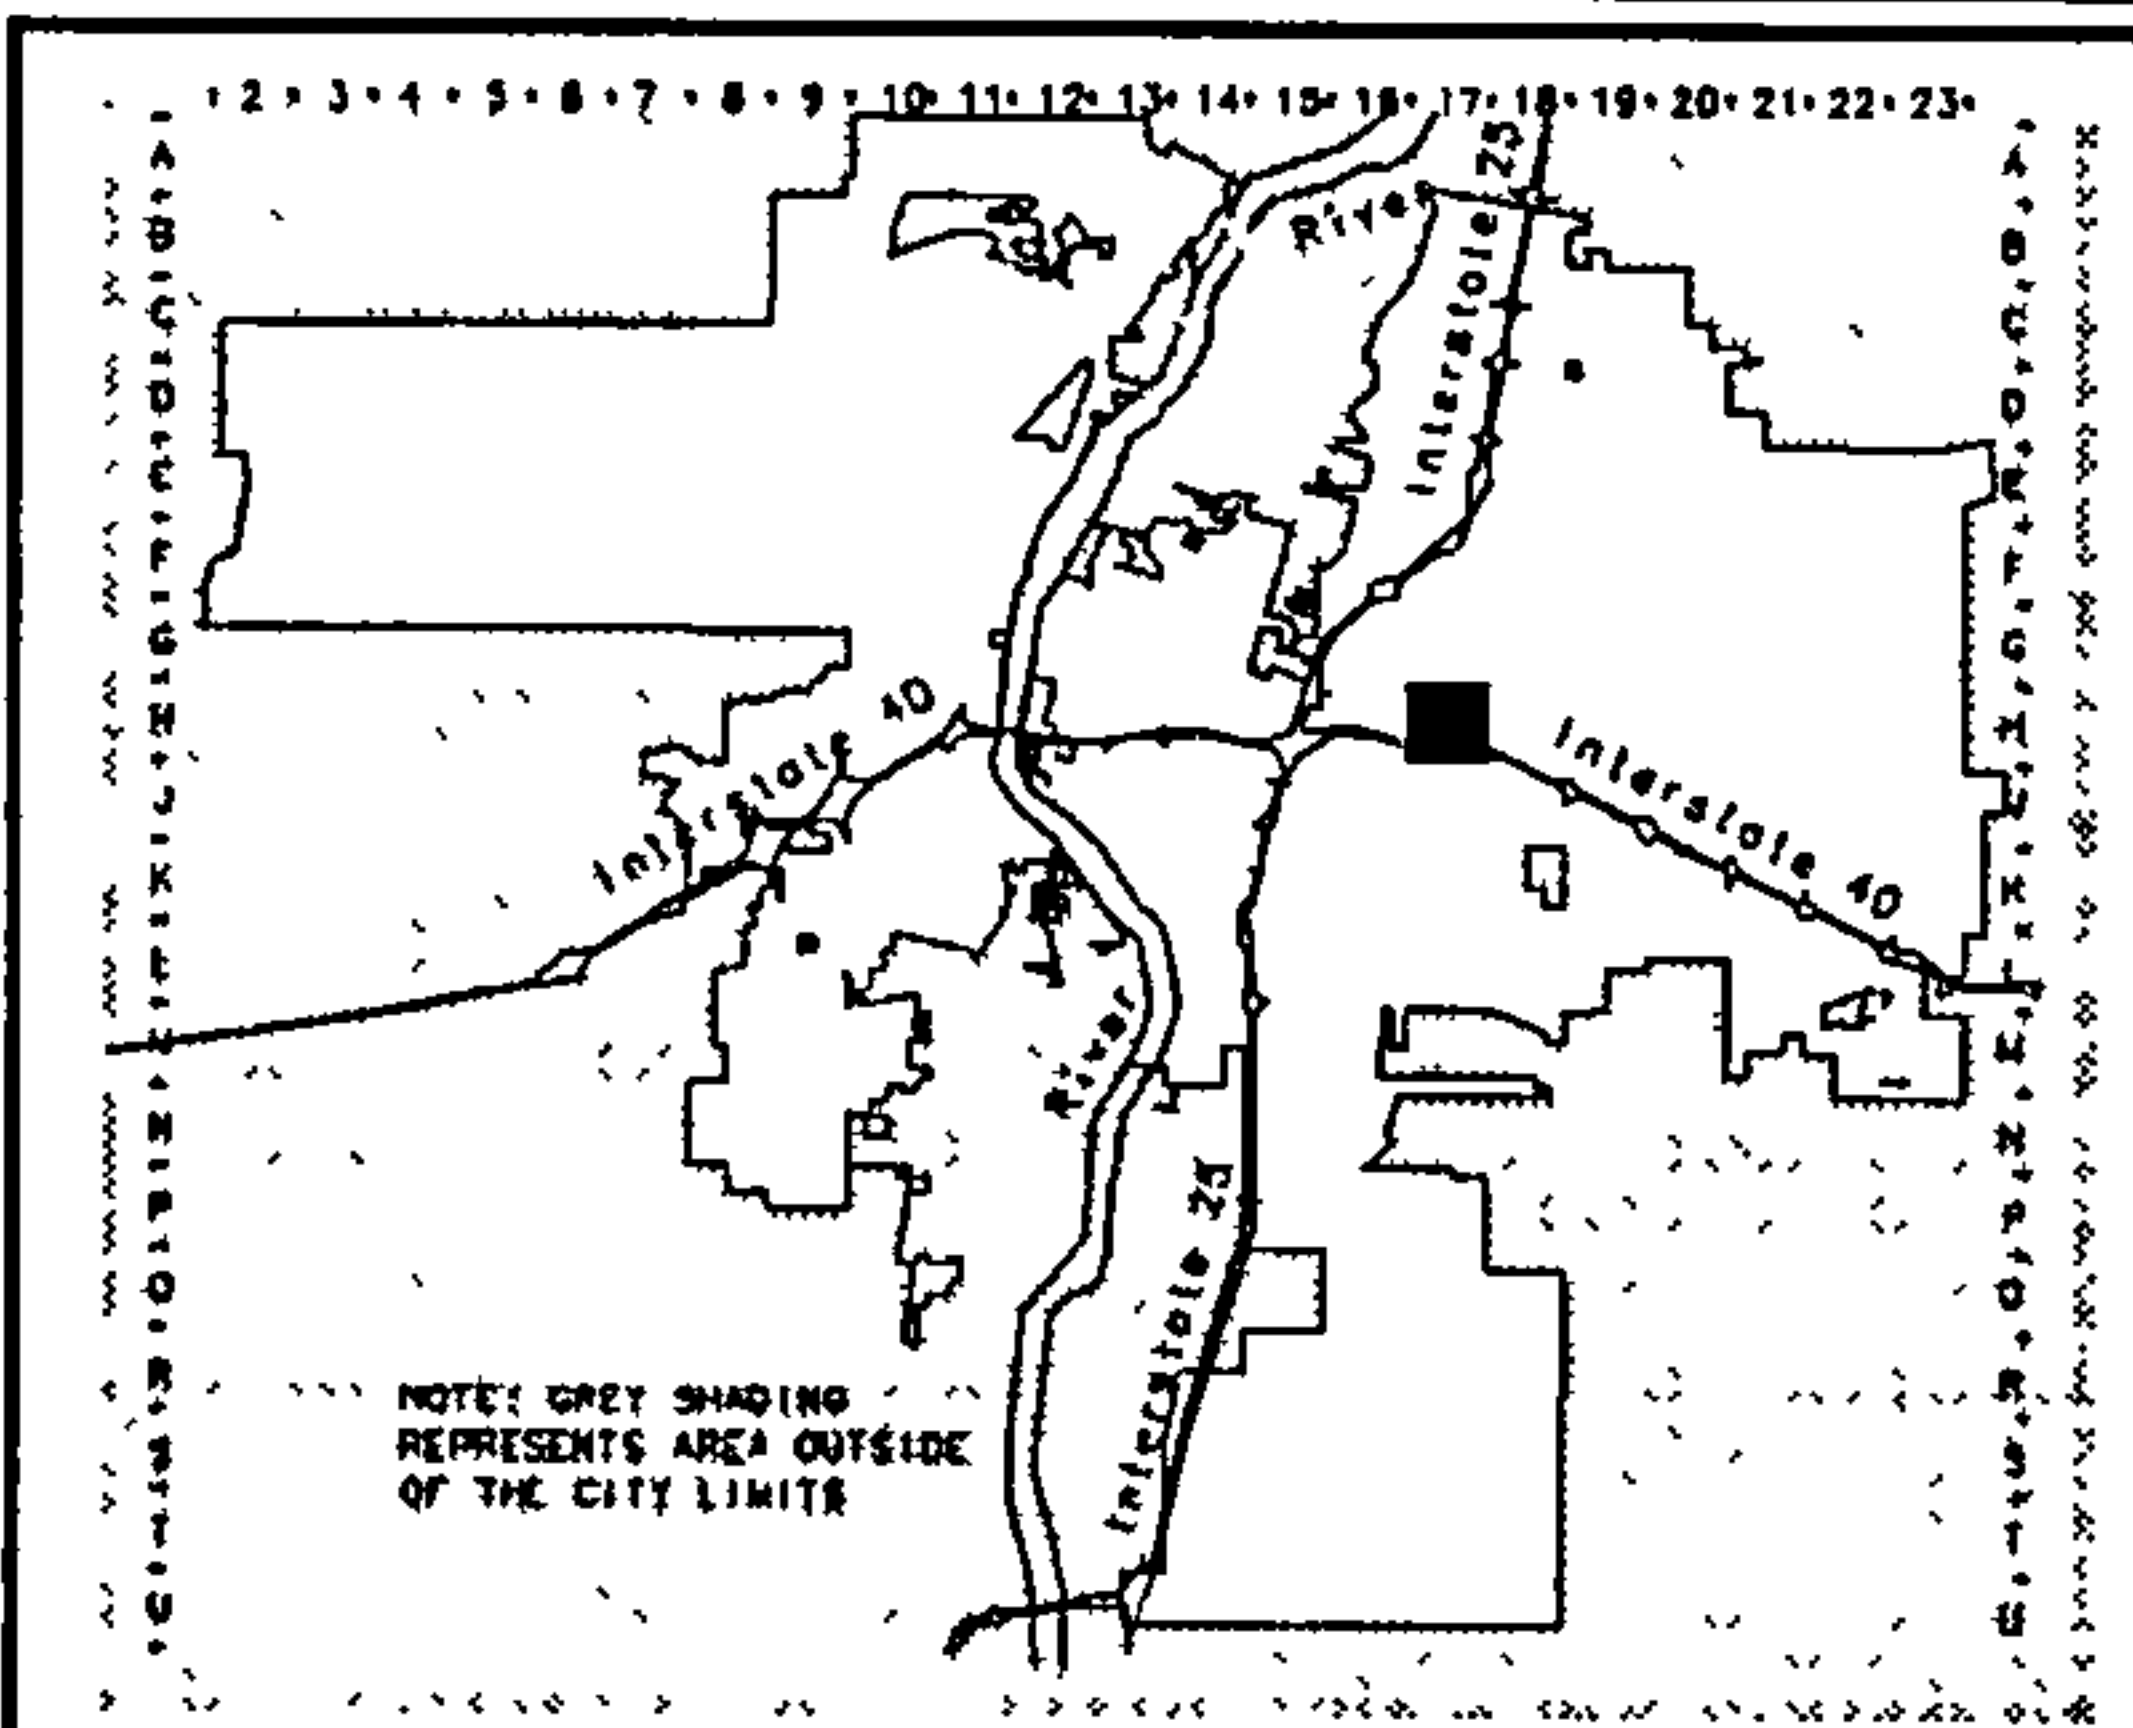 2 3 4 5 6 7 8 9 10 11 12 13 14 15 16 17 18 19 20 21 22 23
A A
B B
C C
D D
E E
F F
G G
H H
J J
K K
L L
M M
N N
P P
Q Q
R R
S S
T T
U U
River
Interstate 25
Interstate 40
Interstate 40
River
Interstate 25
NOTE: GREY SHADING
REPRESENTS AREA OUTSIDE
OF THE CITY LIMITS